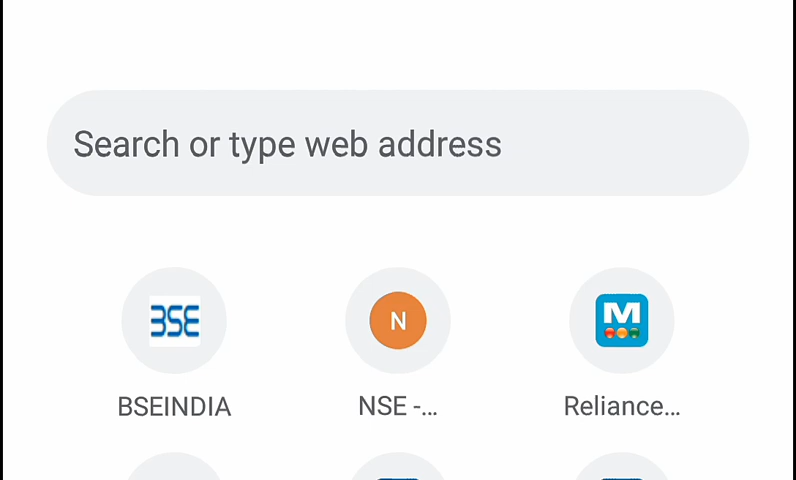 Search or type web address
BSE
N
M
BSEINDIA
NSE -...
Reliance...